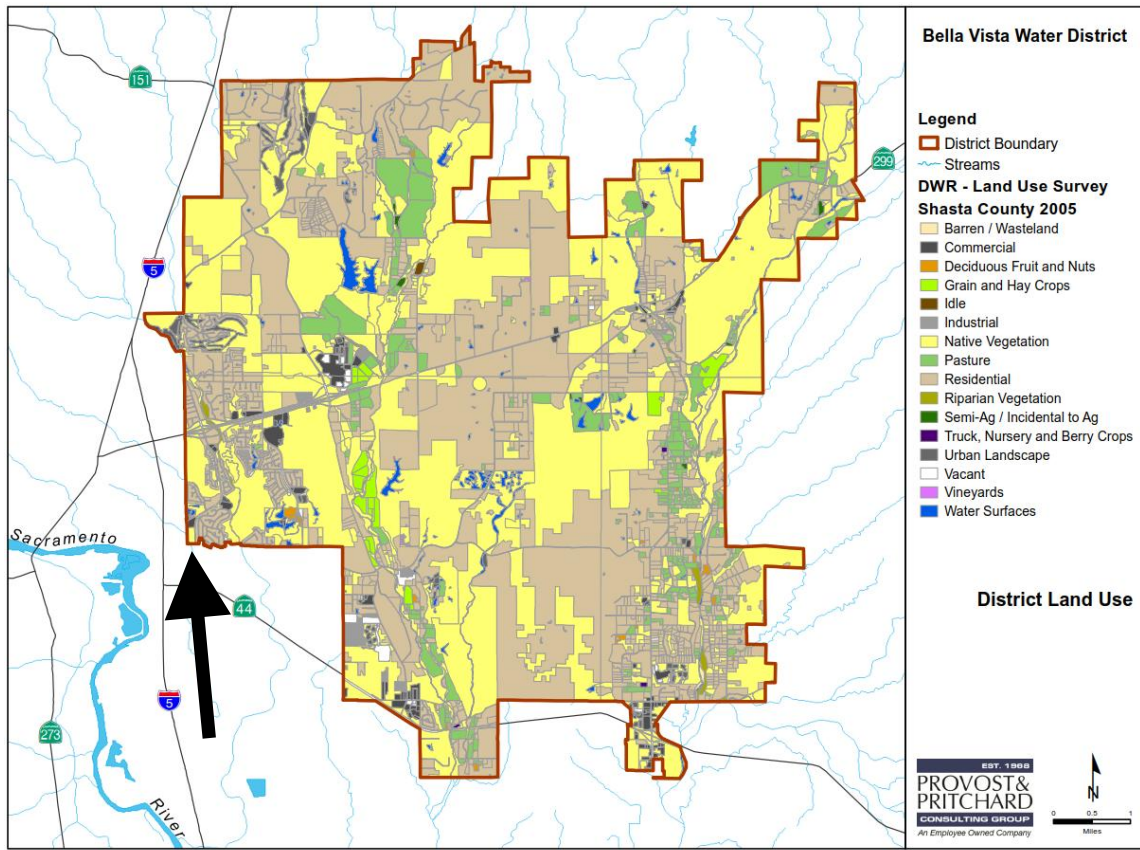 Bella Vista Water District
Legend
District Boundary
Streams
DWR - Land Use Survey
Shasta County 2005
Barren / Wasteland
Commercial
Deciduous Fruit and Nuts
Grain and Hay Crops
Idle
Industrial
Native Vegetation
Pasture
Residential
Riparian Vegetation
Semi-Ag / Incidental to Ag
Truck, Nursery and Berry Crops
Urban Landscape
Vacant
Vineyards
Water Surfaces
District Land Use
EST. 1968
PROVOST&
PRITCHARD
CONSULTING GROUP
An Employee Owned Company
N
0 0.5 1
Miles
151
299
5
Sacramento
44
5
273
River